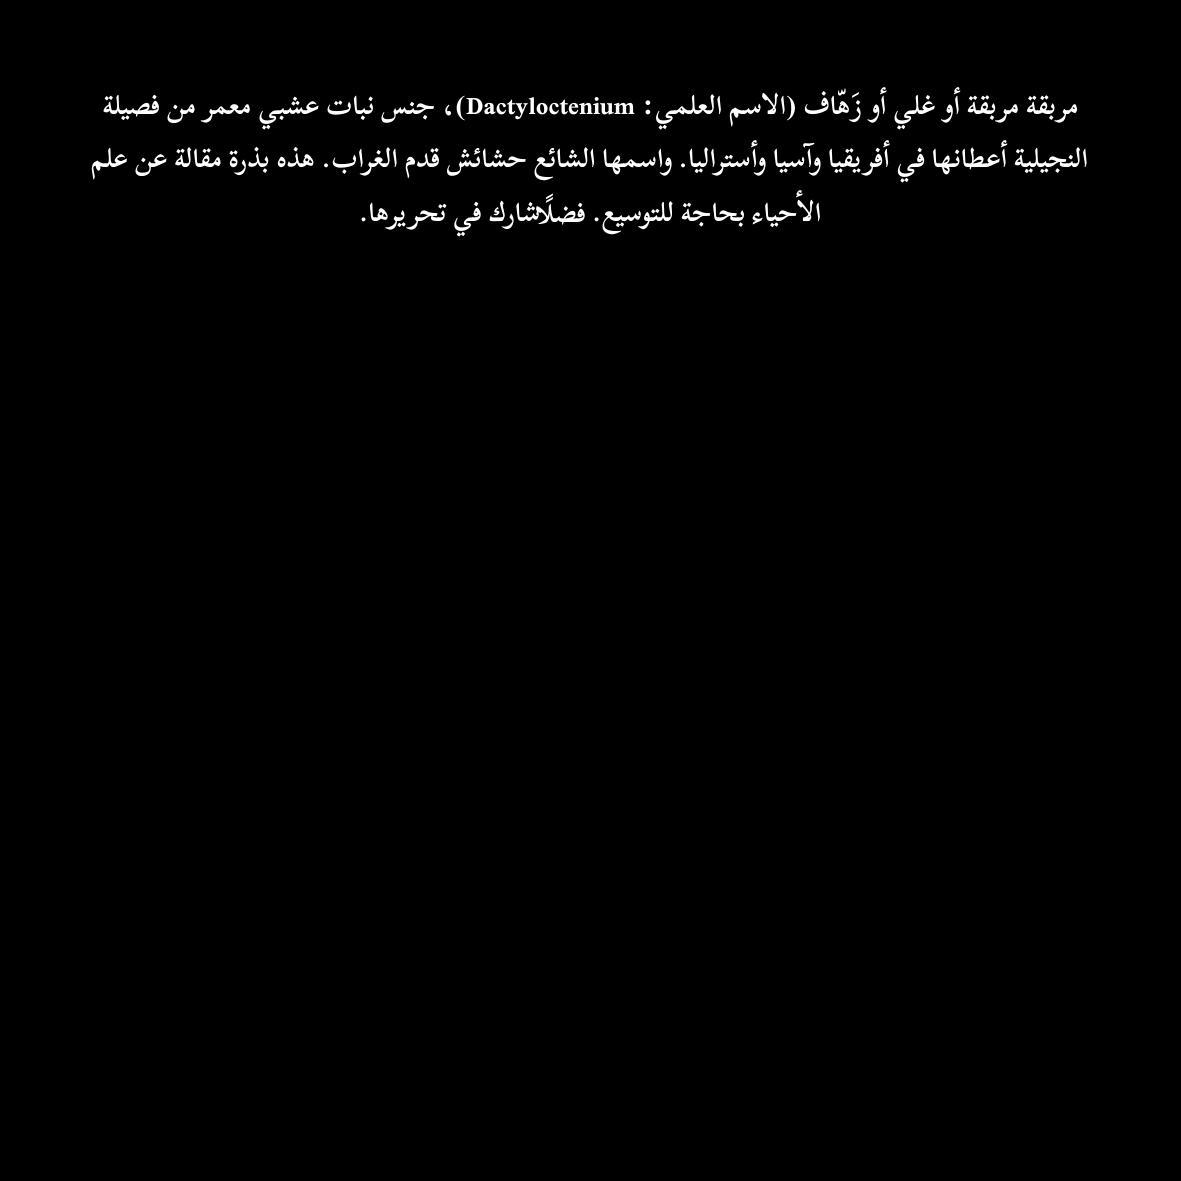 مربقة مربقة أو غلي أو زَهّاف (الاسم العلمي: Dactyloctenium)، جنس نبات عشبي معمر من فصيلة
النجيلية أعطانها في أفريقيا وآسيا وأستراليا. واسمها الشائع حشائش قدم الغراب. هذه بذرة مقالة عن علم
الأحياء بحاجة للتوسيع. فضلًاشارك في تحريرها.